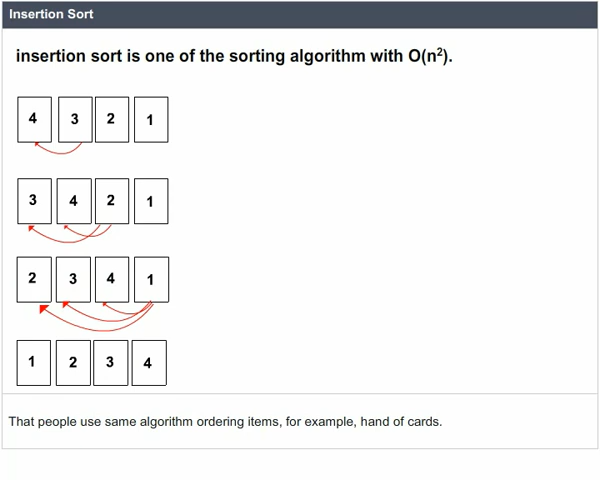 Insertion Sort
insertion sort is one of the sorting algorithm with O(n²).
4 3 2 1
3 4 2 1
2 3 4 1
1 2 3 4
That people use same algorithm ordering items, for example, hand of cards.